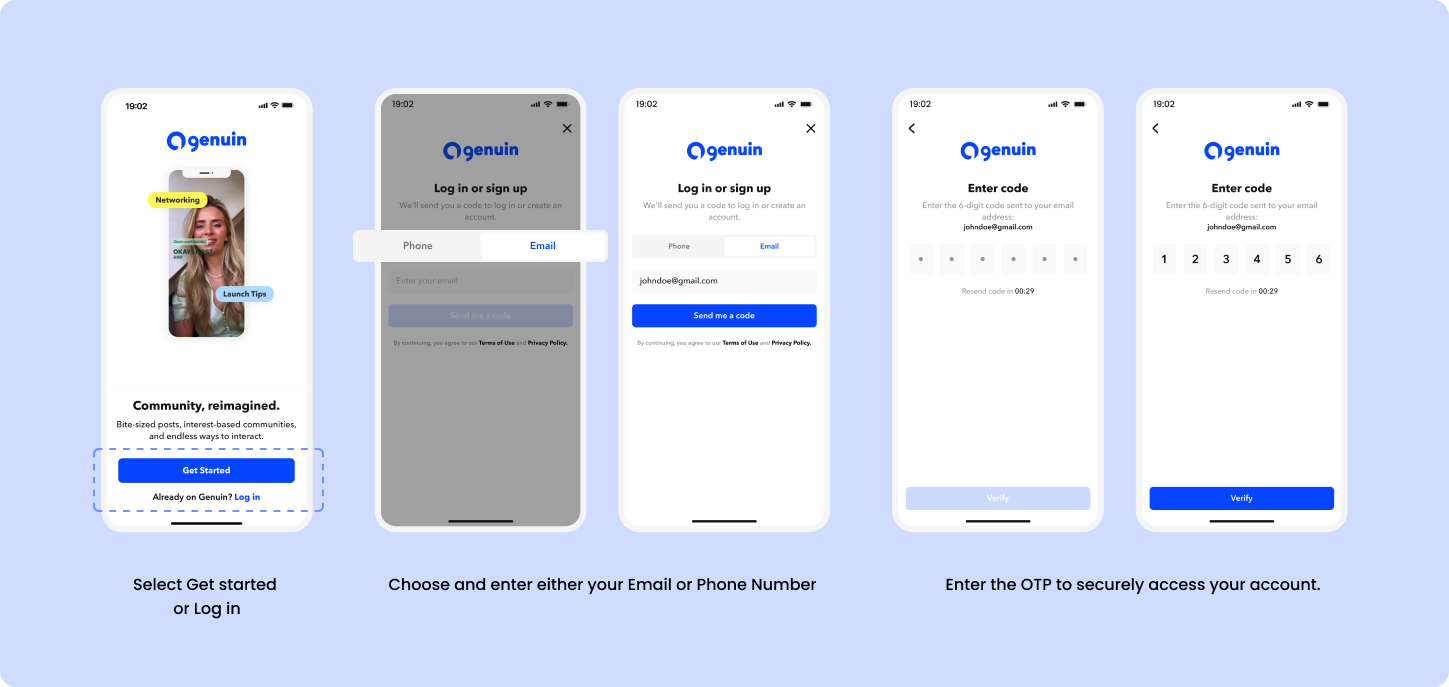 19:02
genuin
Networking
OKAY
Launch Tips
Community, reimagined.
Bite-sized posts, interest-based communities,
and endless ways to interact.
Get Started
Already on Genuin? Log in
Select Get started
or Log in
19:02
genuin
Log in or sign up
We'll send you a code to log in or create an
account.
Phone
Email
Enter your email
Send me a code
By continuing, you agree to our Terms of Use and Privacy Policy.
19:02
genuin
Log in or sign up
We'll send you a code to log in or create an
account.
Phone
Email
johndoe@gmail.com
Send me a code
By continuing, you agree to our Terms of Use and Privacy Policy.
Choose and enter either your Email or Phone Number
19:02
genuin
Enter code
Enter the 6-digit code sent to your email
address:
johndoe@gmail.com
Resend code in 00:29
Verify
19:02
genuin
Enter code
Enter the 6-digit code sent to your email
address:
johndoe@gmail.com
1 2 3 4 5 6
Resend code in 00:29
Verify
Enter the OTP to securely access your account.